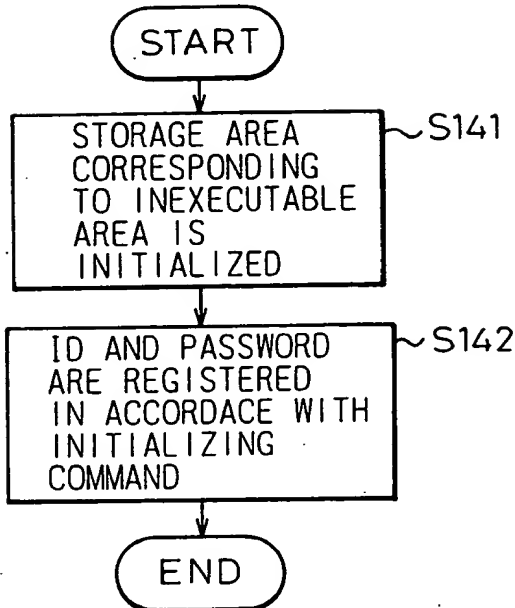 START
STORAGE AREA
CORRESPONDING
TO INEXECUTABLE
AREA IS
INITIALIZED
S141
ID AND PASSWORD
ARE REGISTERED
IN ACCORDACE WITH
INITIALIZING
COMMAND
S142
END